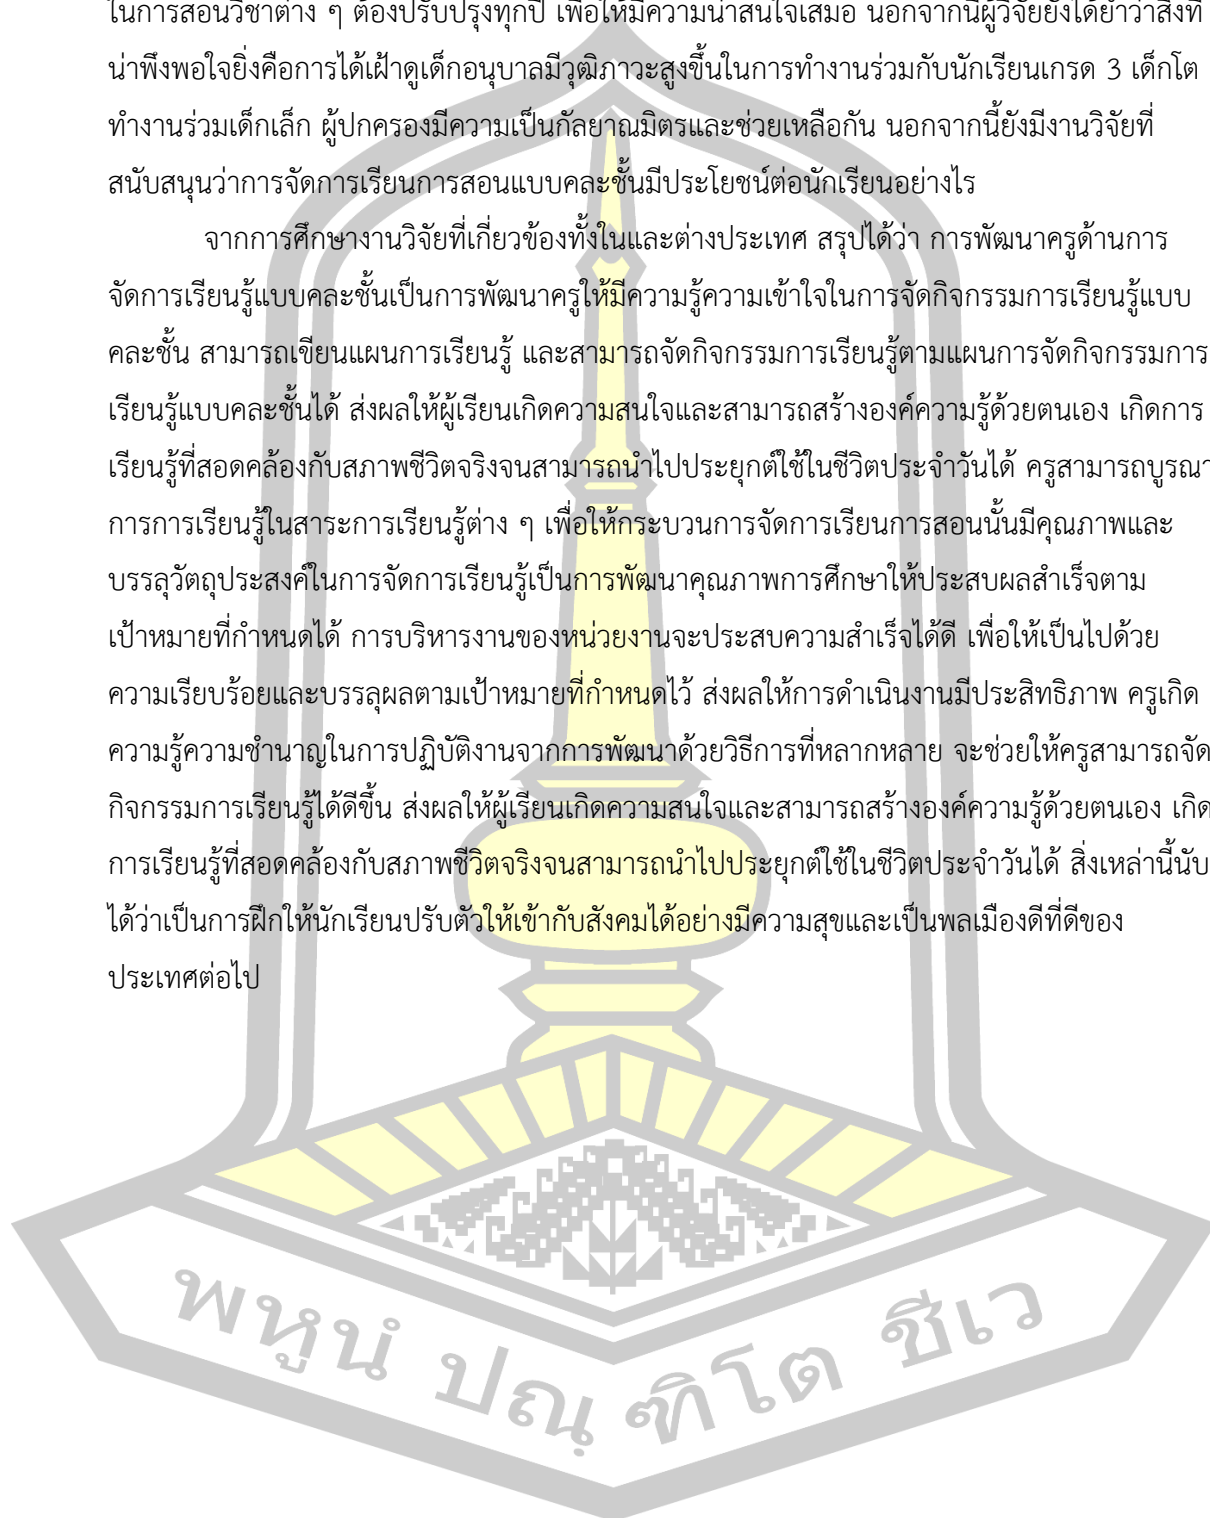 ในการสอนวิชาต่าง ๆ ต้องปรับปรุงทุกปี เพื่อให้มีความน่าสนใจเสมอ นอกจากนี้ผู้วิจัยยังได้ย้ำว่าสิ่งที่
น่าพึงพอใจยิ่งคือการได้เฝ้าดูเด็กอนุบาลมีวุฒิภาวะสูงขึ้นในการทำงานร่วมกับนักเรียนเกรด 3 เด็กโต
ทำงานร่วมเด็กเล็ก ผู้ปกครองมีความเป็นกัลยาณมิตรและช่วยเหลือกัน นอกจากนี้ยังมีงานวิจัยที่
สนับสนุนว่าการจัดการเรียนการสอนแบบคละชั้นมีประโยชน์ต่อนักเรียนอย่างไร
จากการศึกษางานวิจัยที่เกี่ยวข้องทั้งในและต่างประเทศ สรุปได้ว่า การพัฒนาครูด้านการ
จัดการเรียนรู้แบบคละชั้นเป็นการพัฒนาครูให้มีความรู้ความเข้าใจในการจัดกิจกรรมการเรียนรู้แบบ
คละชั้น สามารถเขียนแผนการเรียนรู้ และสามารถจัดกิจกรรมการเรียนรู้ตามแผนการจัดกิจกรรมการ
เรียนรู้แบบคละชั้นได้ ส่งผลให้ผู้เรียนเกิดความสนใจและสามารถสร้างองค์ความรู้ด้วยตนเอง เกิดการ
เรียนรู้ที่สอดคล้องกับสภาพชีวิตจริงจนสามารถนำไปประยุกต์ใช้ในชีวิตประจำวันได้ ครูสามารถบูรณา
การการเรียนรู้ในสาระการเรียนรู้ต่าง ๆ เพื่อให้กระบวนการจัดการเรียนการสอนนั้นมีคุณภาพและ
บรรลุวัตถุประสงค์ในการจัดการเรียนรู้เป็นการพัฒนาคุณภาพการศึกษาให้ประสบผลสำเร็จตาม
เป้าหมายที่กำหนดได้ การบริหารงานของหน่วยงานจะประสบความสำเร็จได้ดี เพื่อให้เป็นไปด้วย
ความเรียบร้อยและบรรลุผลตามเป้าหมายที่กำหนดไว้ ส่งผลให้การดำเนินงานมีประสิทธิภาพ ครูเกิด
ความรู้ความชำนาญในการปฏิบัติงานจากการพัฒนาด้วยวิธีการที่หลากหลาย จะช่วยให้ครูสามารถจัด
กิจกรรมการเรียนรู้ได้ดีขึ้น ส่งผลให้ผู้เรียนเกิดความสนใจและสามารถสร้างองค์ความรู้ด้วยตนเอง เกิด
การเรียนรู้ที่สอดคล้องกับสภาพชีวิตจริงจนสามารถนำไปประยุกต์ใช้ในชีวิตประจำวันได้ สิ่งเหล่านี้นับ
ได้ว่าเป็นการฝึกให้นักเรียนปรับตัวให้เข้ากับสังคมได้อย่างมีความสุขและเป็นพลเมืองดีที่ดีของ
ประเทศต่อไป
พหูนํ ปณฺฑิโต ชีเว